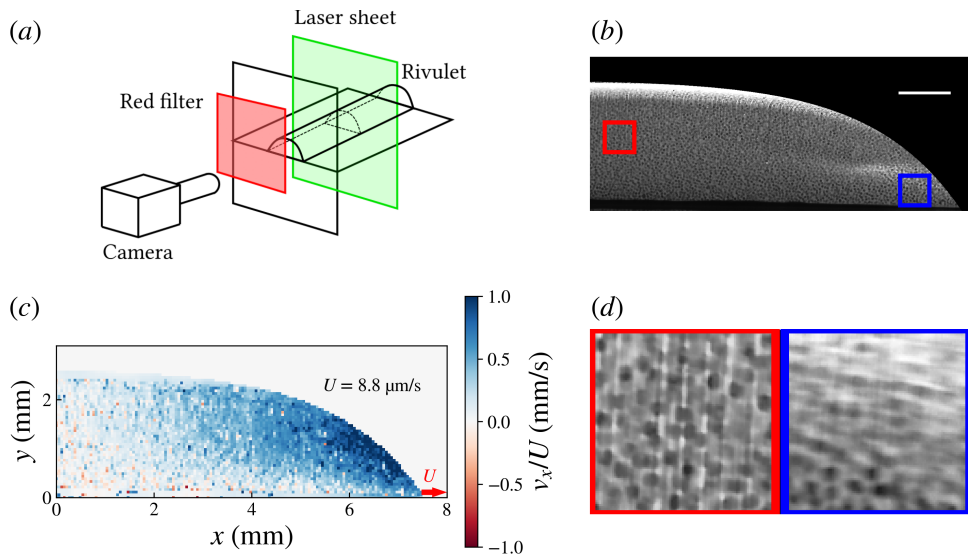 (a)
Laser sheet
Rivulet
Red filter
Camera
(b)
(c)
y (mm)
2
0
U = 8.8 μm/s
U
0
2
4
6
8
x (mm)
1.0
0.5
0.0
−0.5
−1.0
vₓ/U (mm/s)
(d)